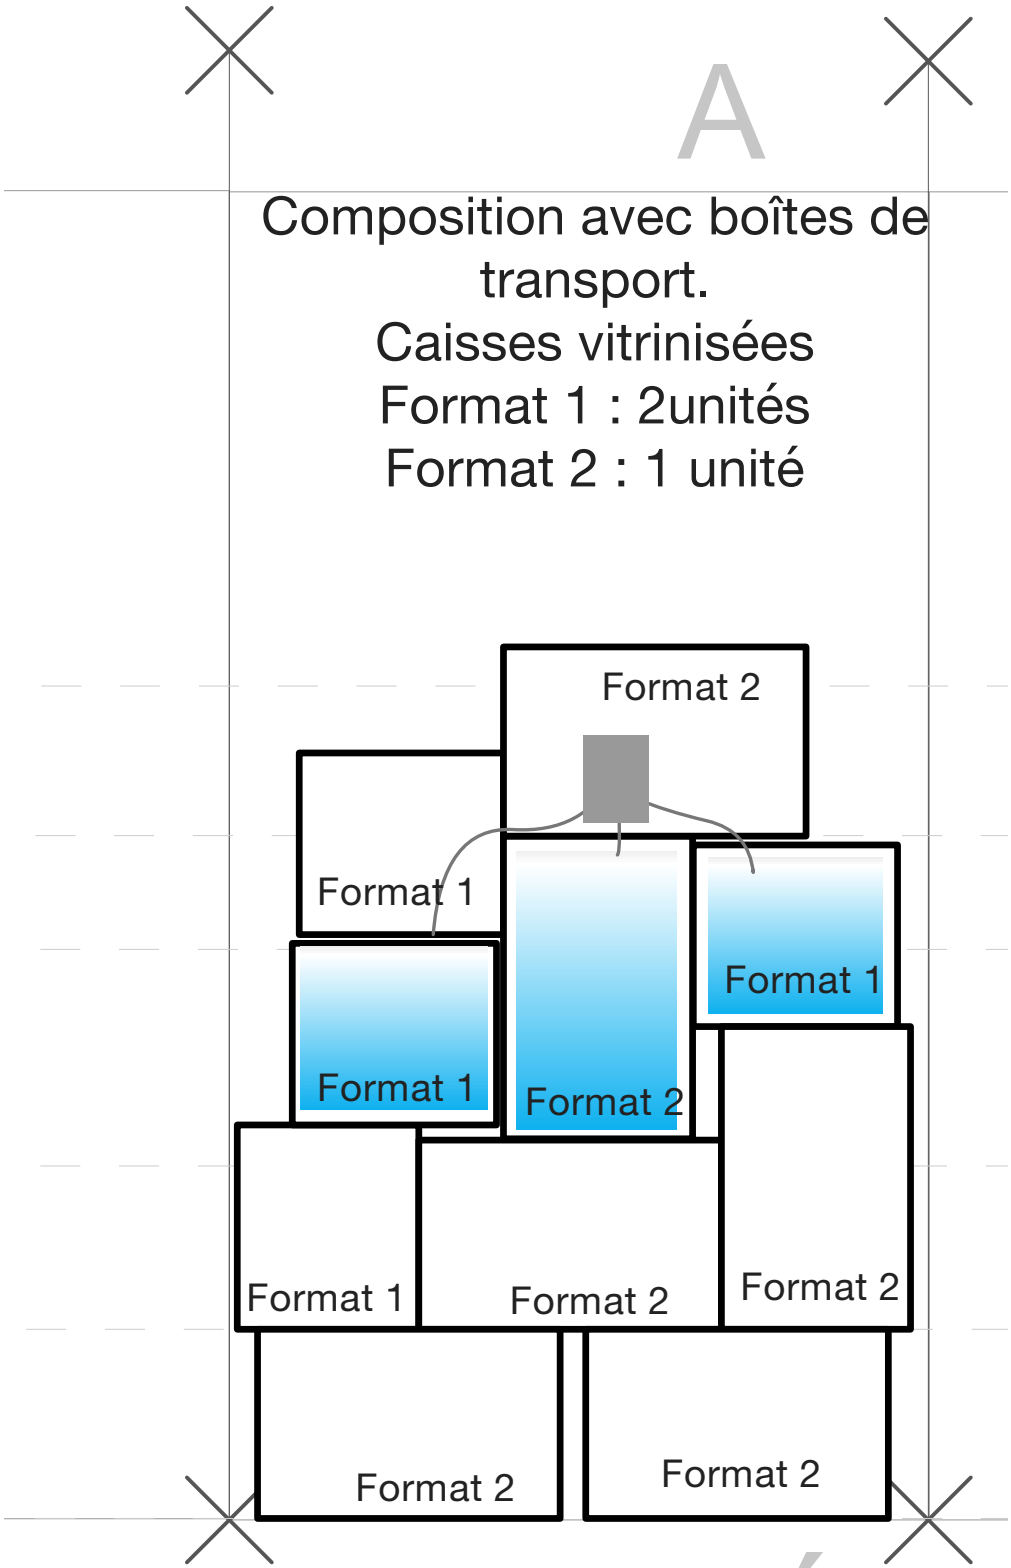 A
Composition avec boîtes de
transport.
Caisses vitrinisées
Format 1 : 2unités
Format 2 : 1 unité
Format 2
Format 1
Format 1
Format 1
Format 2
Format 1
Format 2
Format 2
Format 2
Format 2